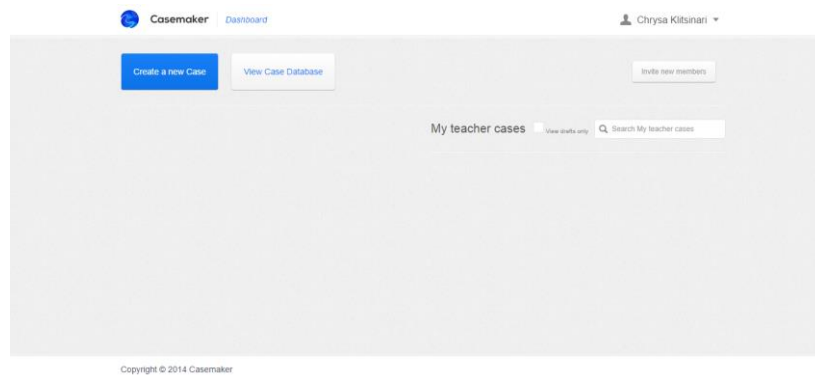 Casemaker Dashboard Chrysa Klitsinari
Create a new Case View Case Database Invite new members
My teacher cases View drafts only Search My teacher cases
Copyright © 2014 Casemaker